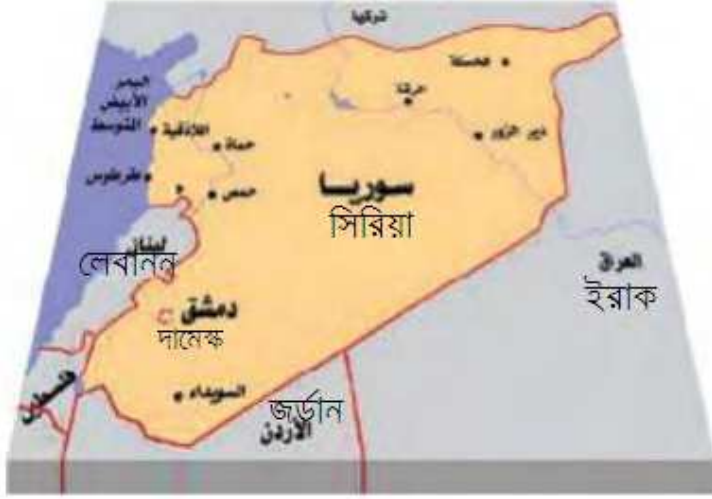 تركيا
الحسكة
الرقة
البحر
الأبيض
المتوسط
اللاذقية
حماة
دير الزور
طرطوس
حمص
سوريا
সিরিয়া
لبنان
লেবানন
العراق
ইরাক
دمشق
দামেস্ক
فلسطين
السويداء
জর্ডান
الأردن